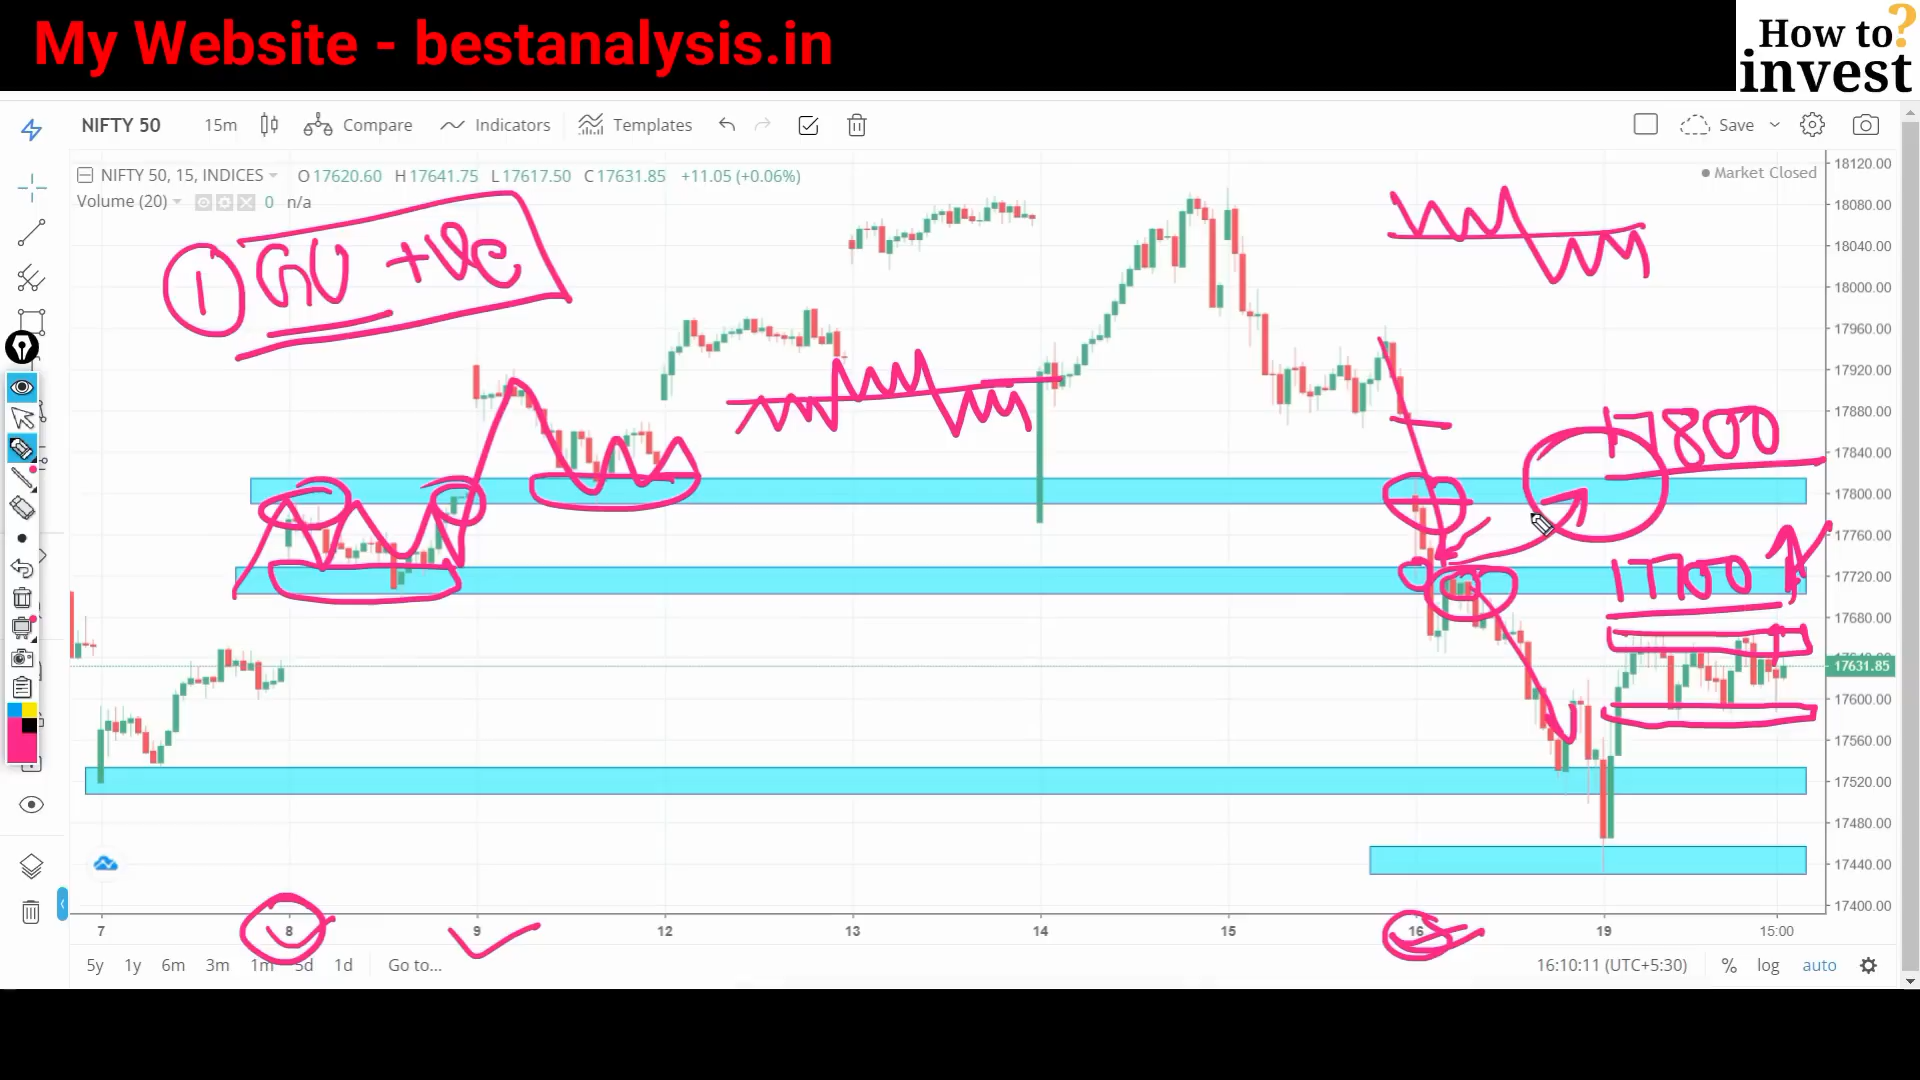 My Website - bestanalysis.in
How to?
invest
NIFTY 50 15m Compare Indicators Templates Save
NIFTY 50, 15, INDICES O17620.60 H17641.75 L17617.50 C17631.85 +11.05 (+0.06%)
Market Closed
Volume (20) 0 n/a
1 GU +ve
17800
17700
18120.00
18080.00
18040.00
18000.00
17960.00
17920.00
17880.00
17840.00
17800.00
17760.00
17720.00
17680.00
17631.85
17600.00
17560.00
17520.00
17480.00
17440.00
17400.00
7 8 9 12 13 14 15 16 19 15:00
5y 1y 6m 3m 1m 5d 1d Go to... 16:10:11 (UTC+5:30) % log auto